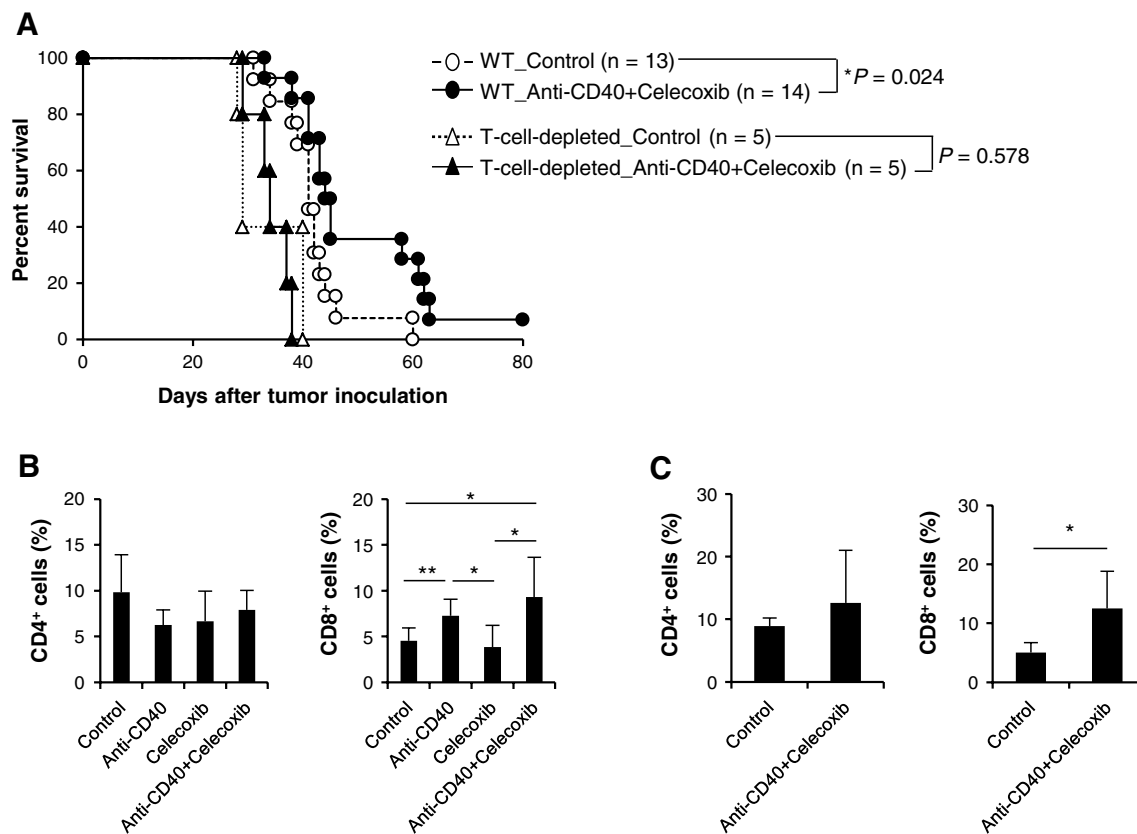 A
100
80
60
40
20
0
Percent survival
0
20
40
60
80
Days after tumor inoculation
WT_Control (n = 13)
WT_Anti-CD40+Celecoxib (n = 14)
*P = 0.024
T-cell-depleted_Control (n = 5)
T-cell-depleted_Anti-CD40+Celecoxib (n = 5)
P = 0.578
B
20
15
10
5
0
CD4+ cells (%)
Control
Anti-CD40
Celecoxib
Anti-CD40+Celecoxib
20
15
10
5
0
CD8+ cells (%)
*
*
**
*
Control
Anti-CD40
Celecoxib
Anti-CD40+Celecoxib
C
30
20
10
0
CD4+ cells (%)
Control
Anti-CD40+Celecoxib
30
20
10
0
CD8+ cells (%)
*
Control
Anti-CD40+Celecoxib